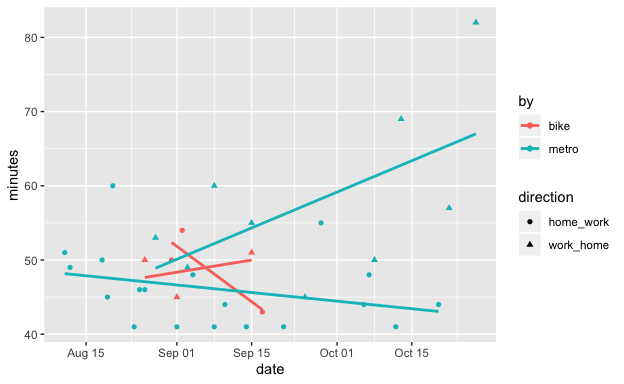 80
70
60
50
40
minutes
Aug 15 Sep 01 Sep 15 Oct 01 Oct 15
date
by
bike
metro
direction
home_work
work_home